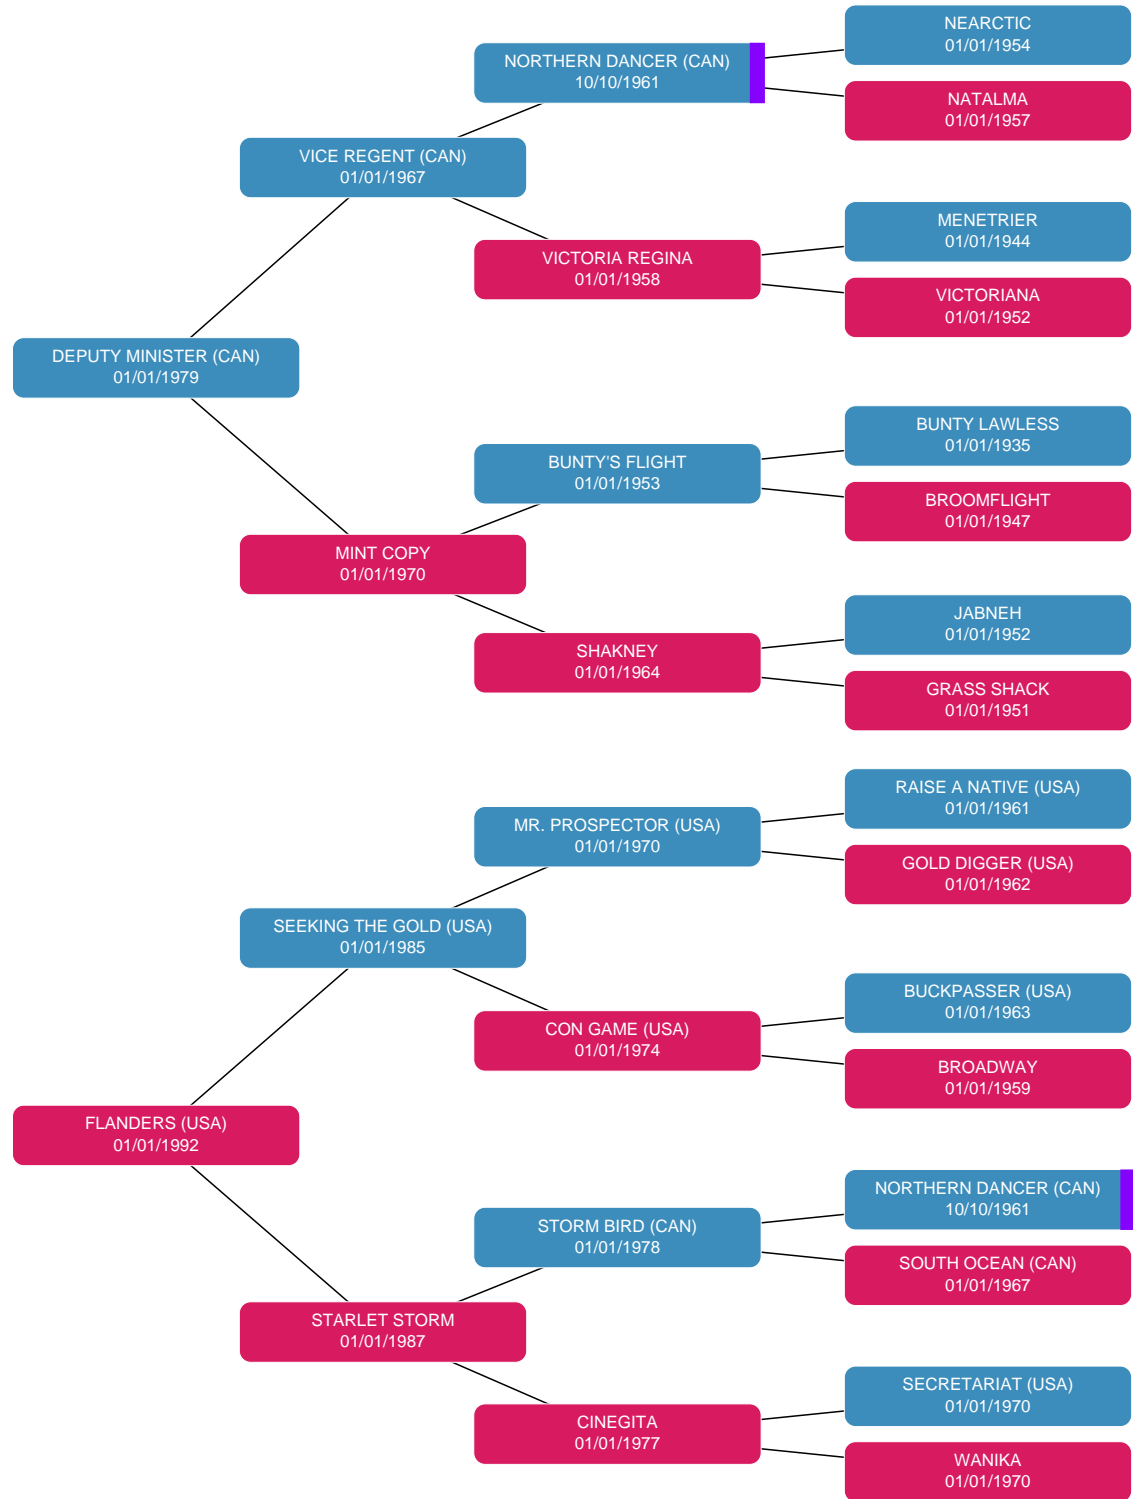 NEARCTIC
01/01/1954
NORTHERN DANCER (CAN)
10/10/1961
NATALMA
01/01/1957
VICE REGENT (CAN)
01/01/1967
MENETRIER
01/01/1944
VICTORIA REGINA
01/01/1958
VICTORIANA
01/01/1952
DEPUTY MINISTER (CAN)
01/01/1979
BUNTY LAWLESS
01/01/1935
BUNTY'S FLIGHT
01/01/1953
BROOMFLIGHT
01/01/1947
MINT COPY
01/01/1970
JABNEH
01/01/1952
SHAKNEY
01/01/1964
GRASS SHACK
01/01/1951
RAISE A NATIVE (USA)
01/01/1961
MR. PROSPECTOR (USA)
01/01/1970
GOLD DIGGER (USA)
01/01/1962
SEEKING THE GOLD (USA)
01/01/1985
BUCKPASSER (USA)
01/01/1963
CON GAME (USA)
01/01/1974
BROADWAY
01/01/1959
FLANDERS (USA)
01/01/1992
NORTHERN DANCER (CAN)
10/10/1961
STORM BIRD (CAN)
01/01/1978
SOUTH OCEAN (CAN)
01/01/1967
STARLET STORM
01/01/1987
SECRETARIAT (USA)
01/01/1970
CINEGITA
01/01/1977
WANIKA
01/01/1970